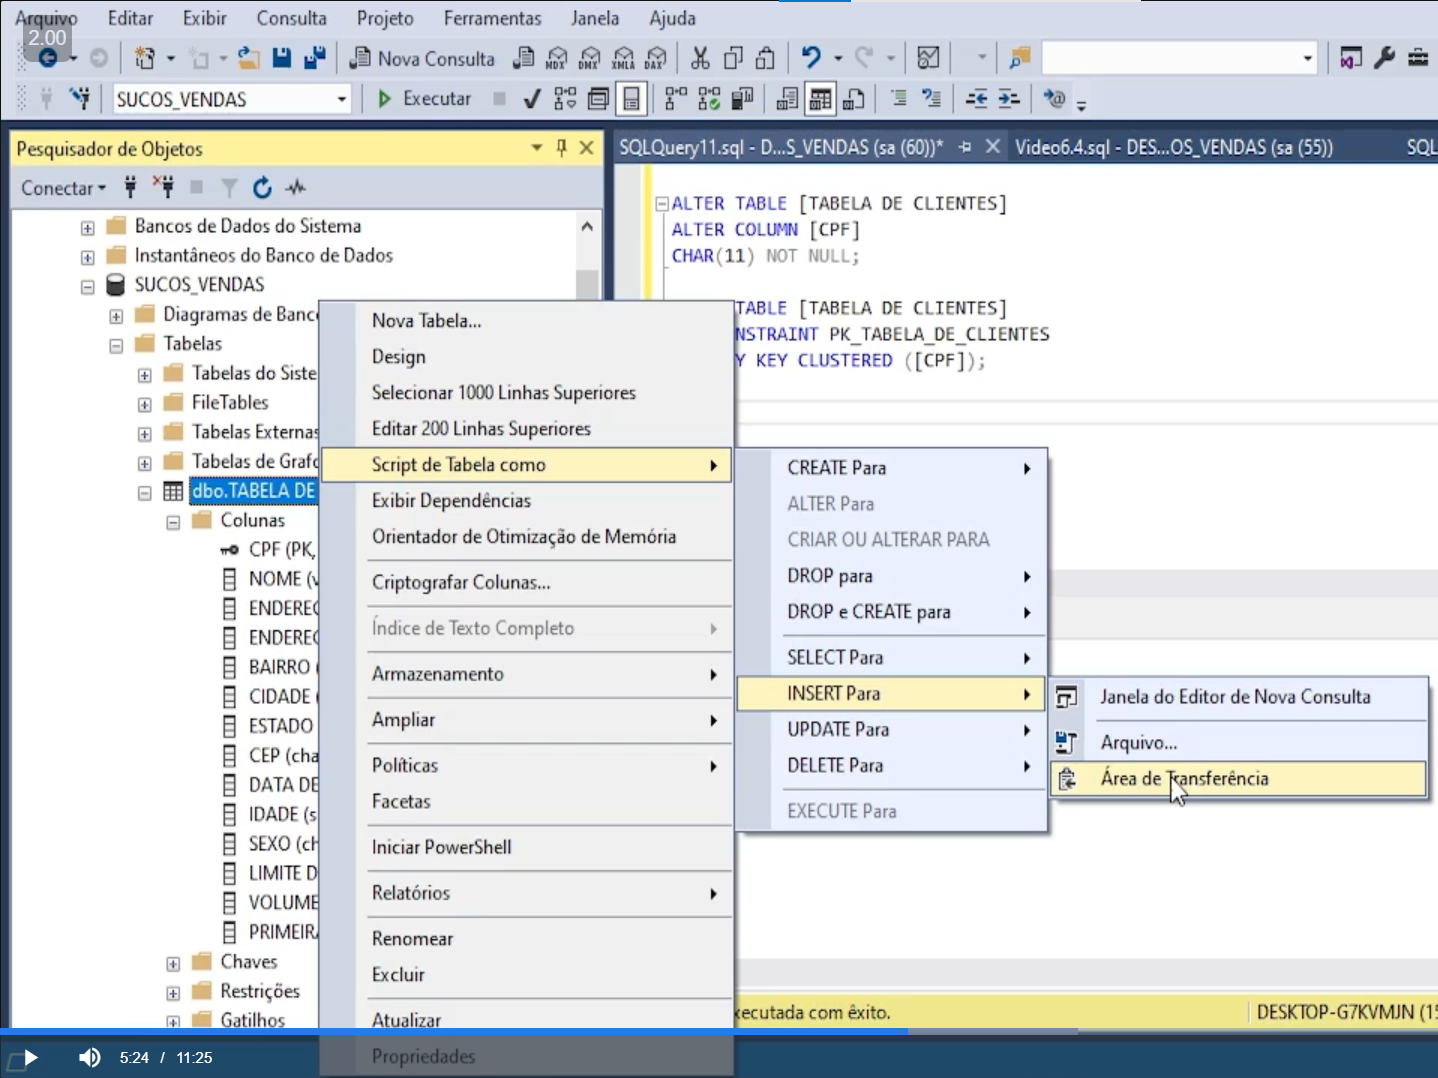 Arquivo Editar Exibir Consulta Projeto Ferramentas Janela Ajuda
2.00
Nova Consulta MDX DMX XMLA DAX
SUCOS_VENDAS Executar
Pesquisador de Objetos
SQLQuery11.sql - D...S_VENDAS (sa (60))* Video6.4.sql - DES...OS_VENDAS (sa (55)) SQL
Conectar
Bancos de Dados do Sistema
Instantâneos do Banco de Dados
SUCOS_VENDAS
Diagramas de Banc
Tabelas
Tabelas do Siste
FileTables
Tabelas Externas
Tabelas de Grafo
dbo.TABELA DE
Colunas
CPF (PK,
NOME (v
ENDEREÇ
ENDEREÇ
BAIRRO (
CIDADE (
ESTADO
CEP (cha
DATA DE
IDADE (s
SEXO (ch
LIMITE D
VOLUME
PRIMEIRA
Chaves
Restrições
Gatilhos
ALTER TABLE [TABELA DE CLIENTES]
ALTER COLUMN [CPF]
CHAR(11) NOT NULL;
TABLE [TABELA DE CLIENTES]
NSTRAINT PK_TABELA_DE_CLIENTES
Y KEY CLUSTERED ([CPF]);
Nova Tabela...
Design
Selecionar 1000 Linhas Superiores
Editar 200 Linhas Superiores
Script de Tabela como
Exibir Dependências
Orientador de Otimização de Memória
Criptografar Colunas...
Índice de Texto Completo
Armazenamento
Ampliar
Políticas
Facetas
Iniciar PowerShell
Relatórios
Renomear
Excluir
Atualizar
Propriedades
CREATE Para
ALTER Para
CRIAR OU ALTERAR PARA
DROP para
DROP e CREATE para
SELECT Para
INSERT Para
UPDATE Para
DELETE Para
EXECUTE Para
Janela do Editor de Nova Consulta
Arquivo...
Área de Transferência
xecutada com êxito. DESKTOP-G7KVMJN (15
5:24 / 11:25